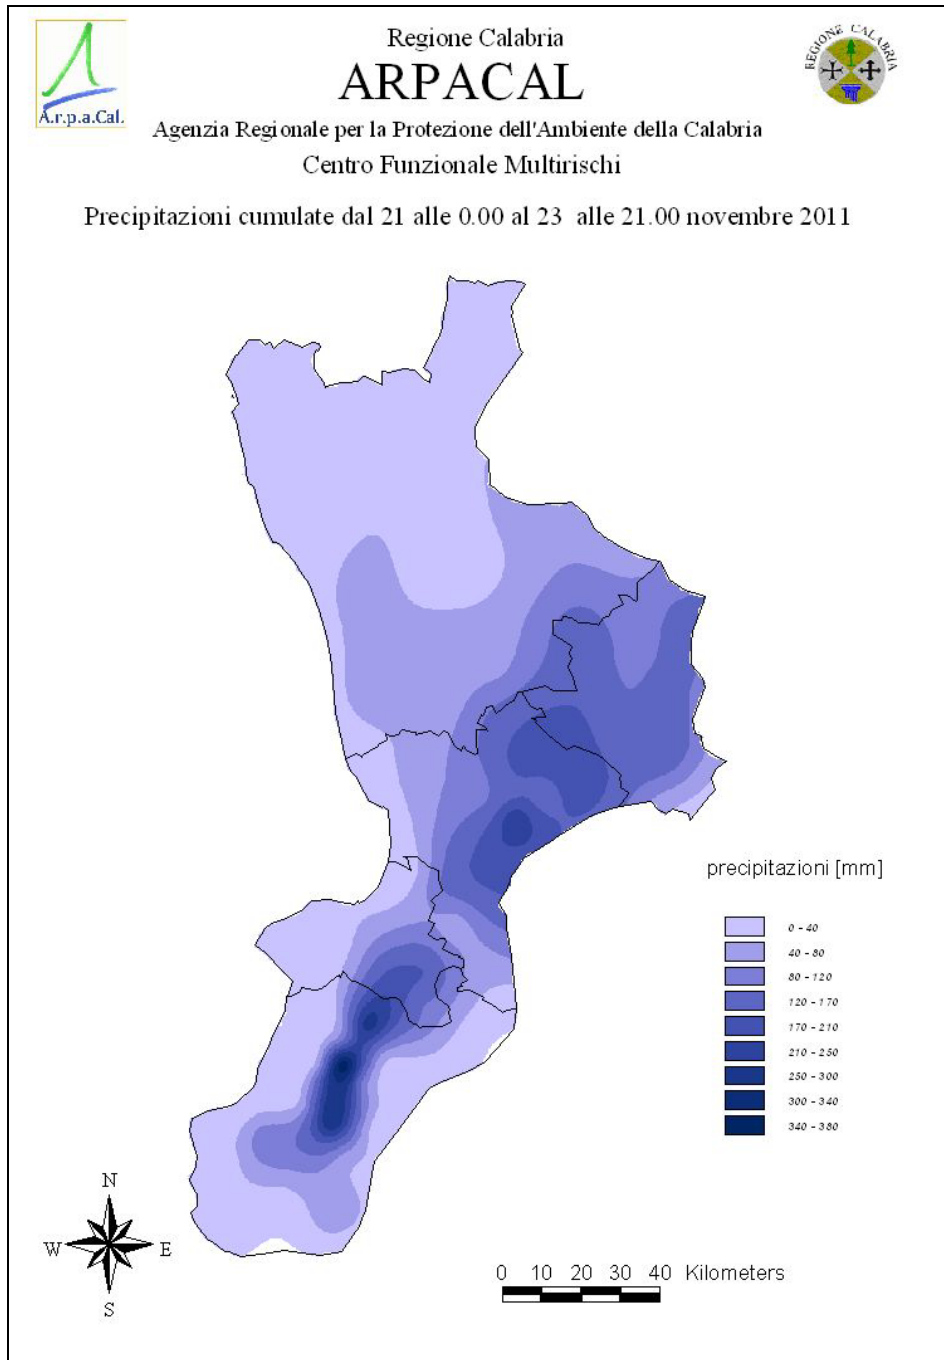 A.r.p.a.Cal.
REGIONE CALABRIA
Regione Calabria
ARPACAL
Agenzia Regionale per la Protezione dell'Ambiente della Calabria
Centro Funzionale Multirischi
Precipitazioni cumulate dal 21 alle 0.00 al 23 alle 21.00 novembre 2011
precipitazioni [mm]
0 - 40
40 - 80
80 - 120
120 - 170
170 - 210
210 - 250
250 - 300
300 - 340
340 - 380
N
W E
S
0 10 20 30 40 Kilometers